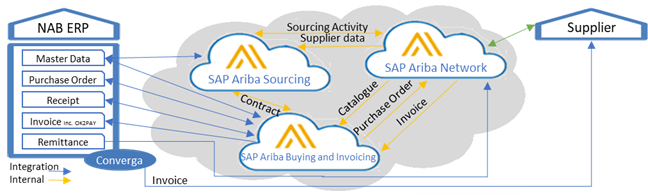 NAB ERP
Master Data
Purchase Order
Receipt
Invoice inc. OK2PAY
Remittance
Converga
Integration
Internal
Invoice
Sourcing Activity
Supplier data
SAP Ariba Sourcing
SAP Ariba Network
Contract
Catalogue
Purchase Order
Invoice
SAP Ariba Buying and Invoicing
Supplier